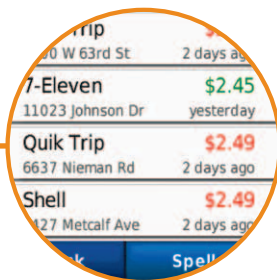 Trip
W 63rd St 2 days ago
7-Eleven $2.45
11023 Johnson Dr yesterday
Quik Trip $2.49
6637 Nieman Rd 2 days ago
Shell $2.49
Metcalf Ave 2 days ago
Spell